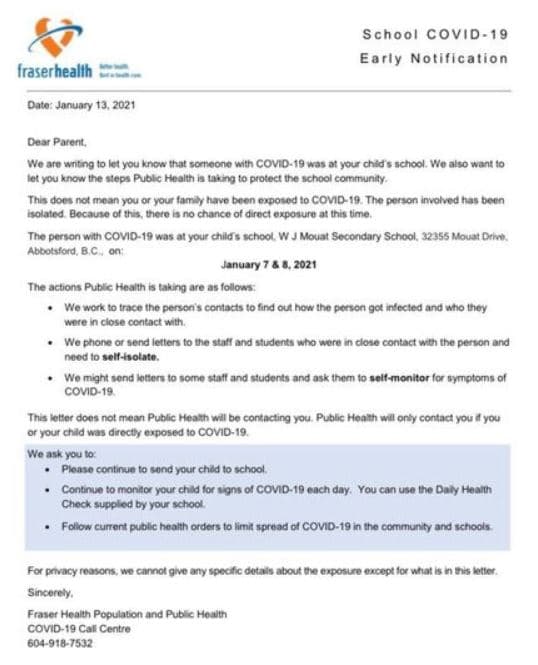 School COVID-19
Early Notification
fraserhealth
Better health.
Best in health care.
Date: January 13, 2021
Dear Parent,
We are writing to let you know that someone with COVID-19 was at your child's school. We also want to
let you know the steps Public Health is taking to protect the school community.
This does not mean you or your family have been exposed to COVID-19. The person involved has been
isolated. Because of this, there is no chance of direct exposure at this time.
The person with COVID-19 was at your child's school, W J Mouat Secondary School, 32355 Mouat Drive,
Abbotsford, B.C., on:
January 7 & 8, 2021
The actions Public Health is taking are as follows:
• We work to trace the person's contacts to find out how the person got infected and who they
were in close contact with.
• We phone or send letters to the staff and students who were in close contact with the person and
need to self-isolate.
• We might send letters to some staff and students and ask them to self-monitor for symptoms of
COVID-19.
This letter does not mean Public Health will be contacting you. Public Health will only contact you if you
or your child was directly exposed to COVID-19.
We ask you to:
• Please continue to send your child to school.
• Continue to monitor your child for signs of COVID-19 each day. You can use the Daily Health
Check supplied by your school.
• Follow current public health orders to limit spread of COVID-19 in the community and schools.
For privacy reasons, we cannot give any specific details about the exposure except for what is in this letter.
Sincerely,
Fraser Health Population and Public Health
COVID-19 Call Centre
604-918-7532